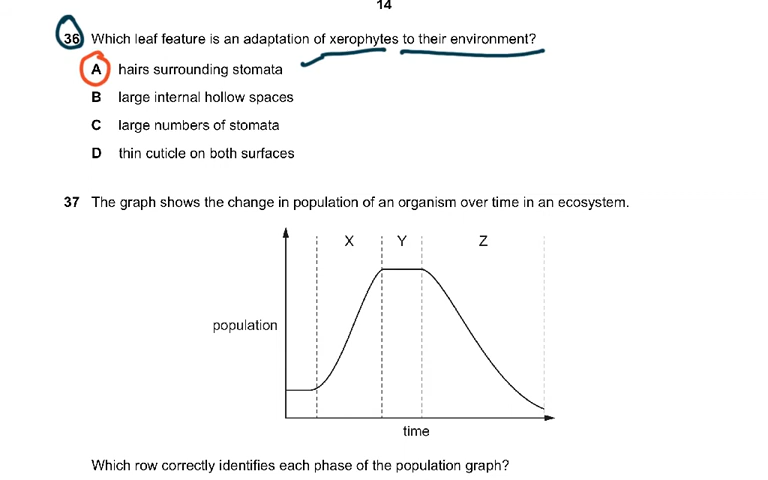 14
36 Which leaf feature is an adaptation of xerophytes to their environment?
A hairs surrounding stomata
B large internal hollow spaces
C large numbers of stomata
D thin cuticle on both surfaces
37 The graph shows the change in population of an organism over time in an ecosystem.
X Y Z
population
time
Which row correctly identifies each phase of the population graph?